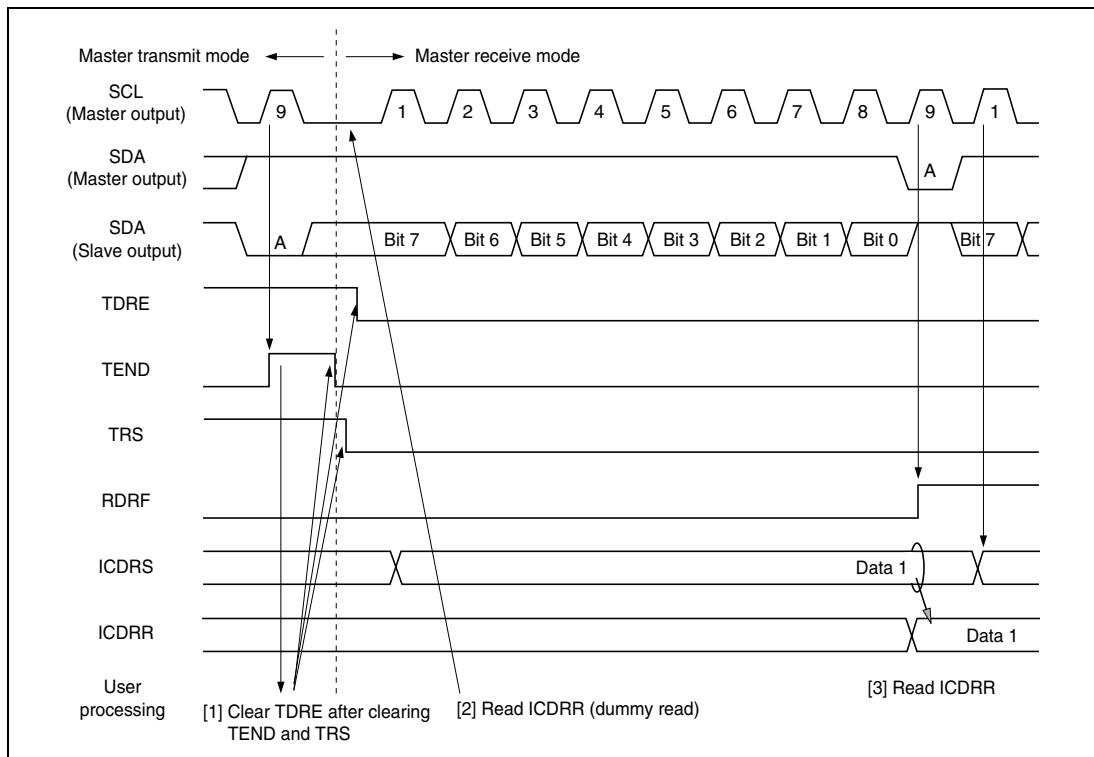 Master transmit mode
Master receive mode
SCL
(Master output)
9 1 2 3 4 5 6 7 8 9 1
SDA
(Master output)
A
SDA
(Slave output)
A Bit 7 Bit 6 Bit 5 Bit 4 Bit 3 Bit 2 Bit 1 Bit 0 Bit 7
TDRE
TEND
TRS
RDRF
ICDRS
Data 1
ICDRR
Data 1
User
processing
[1] Clear TDRE after clearing
TEND and TRS
[2] Read ICDRR (dummy read)
[3] Read ICDRR